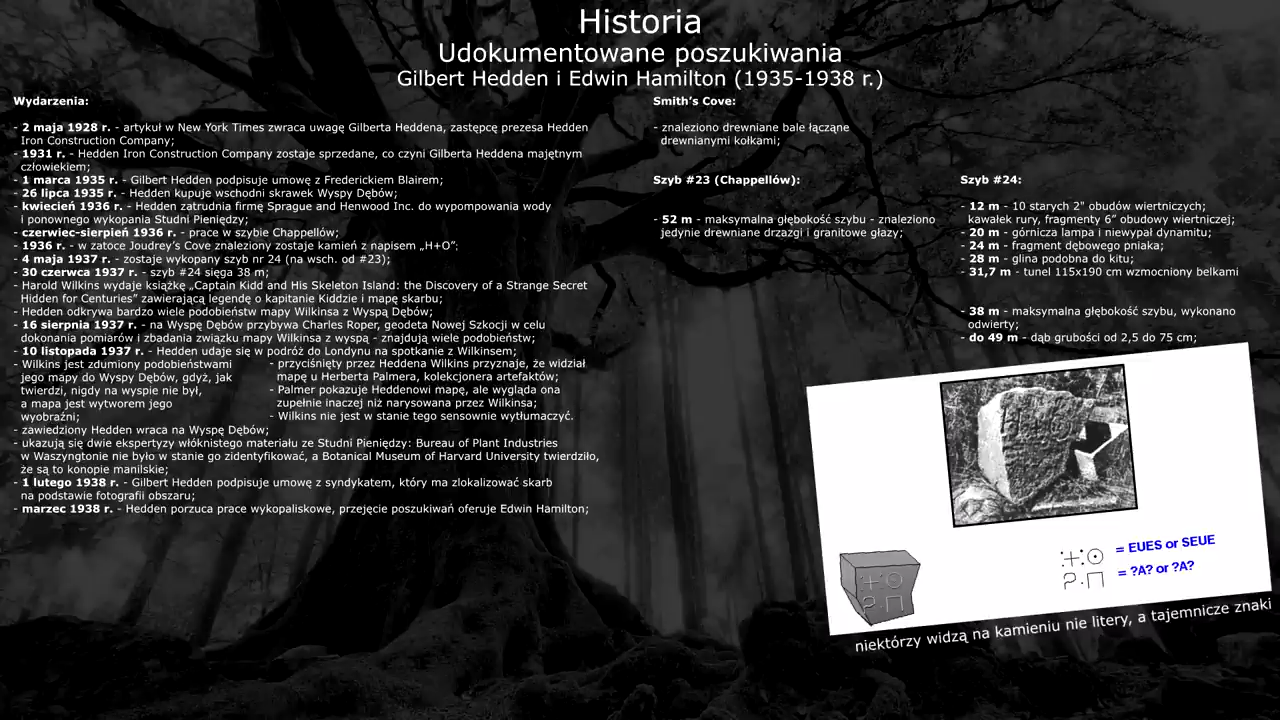 Historia
Udokumentowane poszukiwania
Gilbert Hedden i Edwin Hamilton (1935-1938 r.)
Wydarzenia:
- 2 maja 1928 r. - artykuł w New York Times zwraca uwagę Gilberta Heddena, zastępcę prezesa Hedden
Iron Construction Company;
- 1931 r. - Hedden Iron Construction Company zostaje sprzedane, co czyni Gilberta Heddena majętnym
człowiekiem;
- 1 marca 1935 r. - Gilbert Hedden podpisuje umowę z Frederickiem Blairem;
- 26 lipca 1935 r. - Hedden kupuje wschodni skrawek Wyspy Dębów;
- kwiecień 1936 r. - Hedden zatrudnia firmę Sprague and Henwood Inc. do wypompowania wody
i ponownego wykopania Studni Pieniędzy;
- czerwiec-sierpień 1936 r. - prace w szybie Chappellów;
- 1936 r. - w zatoce Joudrey's Cove znaleziony zostaje kamień z napisem „H+O";
- 4 maja 1937 r. - zostaje wykopany szyb nr 24 (na wsch. od #23);
- 30 czerwca 1937 r. - szyb #24 sięga 38 m;
- Harold Wilkins wydaje książkę „Captain Kidd and His Skeleton Island: the Discovery of a Strange Secret
Hidden for Centuries" zawierającą legendę o kapitanie Kiddzie i mapę skarbu;
- Hedden odkrywa bardzo wiele podobieństw mapy Wilkinsa z Wyspą Dębów;
- 16 sierpnia 1937 r. - na Wyspę Dębów przybywa Charles Roper, geodeta Nowej Szkocji w celu
dokonania pomiarów i zbadania związku mapy Wilkinsa z wyspą - znajdują wiele podobieństw;
- 10 listopada 1937 r. - Hedden udaje się w podróż do Londynu na spotkanie z Wilkinsem;
- Wilkins jest zdumiony podobieństwami
jego mapy do Wyspy Dębów, gdyż, jak
twierdzi, nigdy na wyspie nie był,
a mapa jest wytworem jego
wyobraźni;
- przyciśnięty przez Heddena Wilkins przyznaje, że widział
mapę u Herberta Palmera, kolekcjonera artefaktów;
- Palmer pokazuje Heddenowi mapę, ale wygląda ona
zupełnie inaczej niż narysowana przez Wilkinsa;
- Wilkins nie jest w stanie tego sensownie wytłumaczyć.
- zawiedziony Hedden wraca na Wyspę Dębów;
- ukazują się dwie ekspertyzy włóknistego materiału ze Studni Pieniędzy: Bureau of Plant Industries
w Waszyngtonie nie było w stanie go zidentyfikować, a Botanical Museum of Harvard University twierdziło,
że są to konopie manilskie;
- 1 lutego 1938 r. - Gilbert Hedden podpisuje umowę z syndykatem, który ma zlokalizować skarb
na podstawie fotografii obszaru;
- marzec 1938 r. - Hedden porzuca prace wykopaliskowe, przejęcie poszukiwań oferuje Edwin Hamilton;
Smith's Cove:
- znaleziono drewniane bale łączące
drewnianymi kołkami;
Szyb #23 (Chappellów):
- 52 m - maksymalna głębokość szybu - znaleziono
jedynie drewniane drzazgi i granitowe głazy;
Szyb #24:
- 12 m - 10 starych 2" obudów wiertniczych;
kawałek rury, fragmenty 6" obudowy wiertniczej;
- 20 m - górnicza lampa i niewypał dynamitu;
- 24 m - fragment dębowego pniaka;
- 28 m - glina podobna do kitu;
- 31,7 m - tunel 115x190 cm wzmocniony belkami
- 38 m - maksymalna głębokość szybu, wykonano
odwierty;
- do 49 m - dąb grubości od 2,5 do 75 cm;
= EUES or SEUE
= ?A? or ?A?
niektórzy widzą na kamieniu nie litery, a tajemnicze znaki